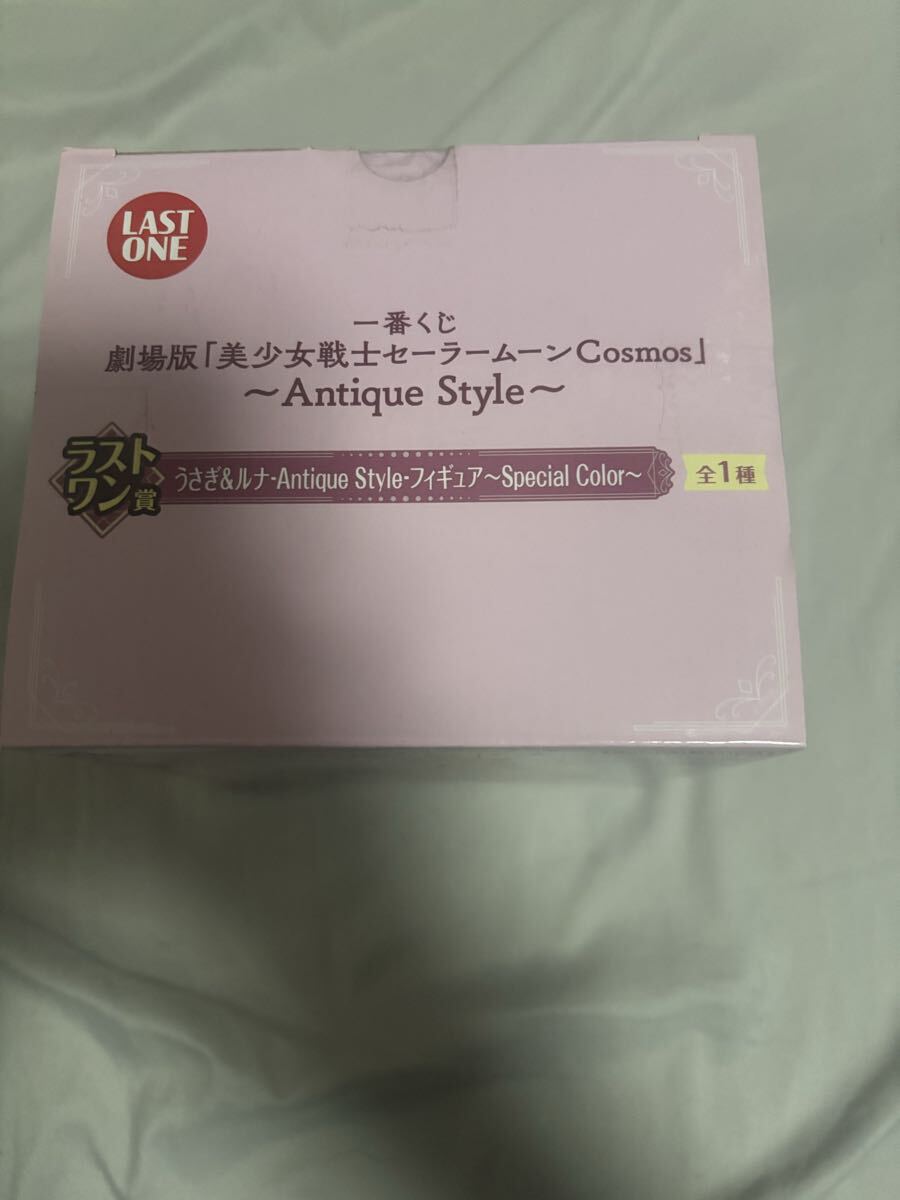 LAST
ONE
一番くじ
劇場版「美少女戦士セーラームーンCosmos」
～Antique Style～
ラスト
ワン賞
うさぎ&ルナ-Antique Style-フィギュア～Special Color～
全1種